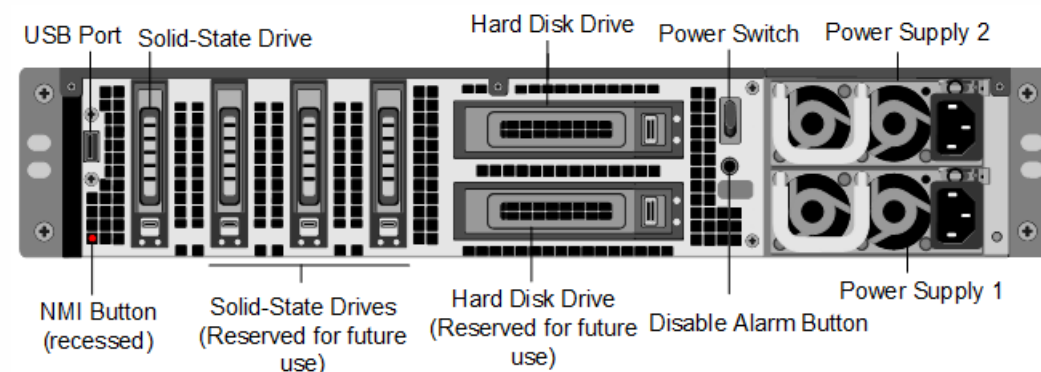 USB Port
Solid-State Drive
Hard Disk Drive
Power Switch
Power Supply 2
NMI Button
(recessed)
Solid-State Drives
(Reserved for future
use)
Hard Disk Drive
(Reserved for future
use)
Disable Alarm Button
Power Supply 1